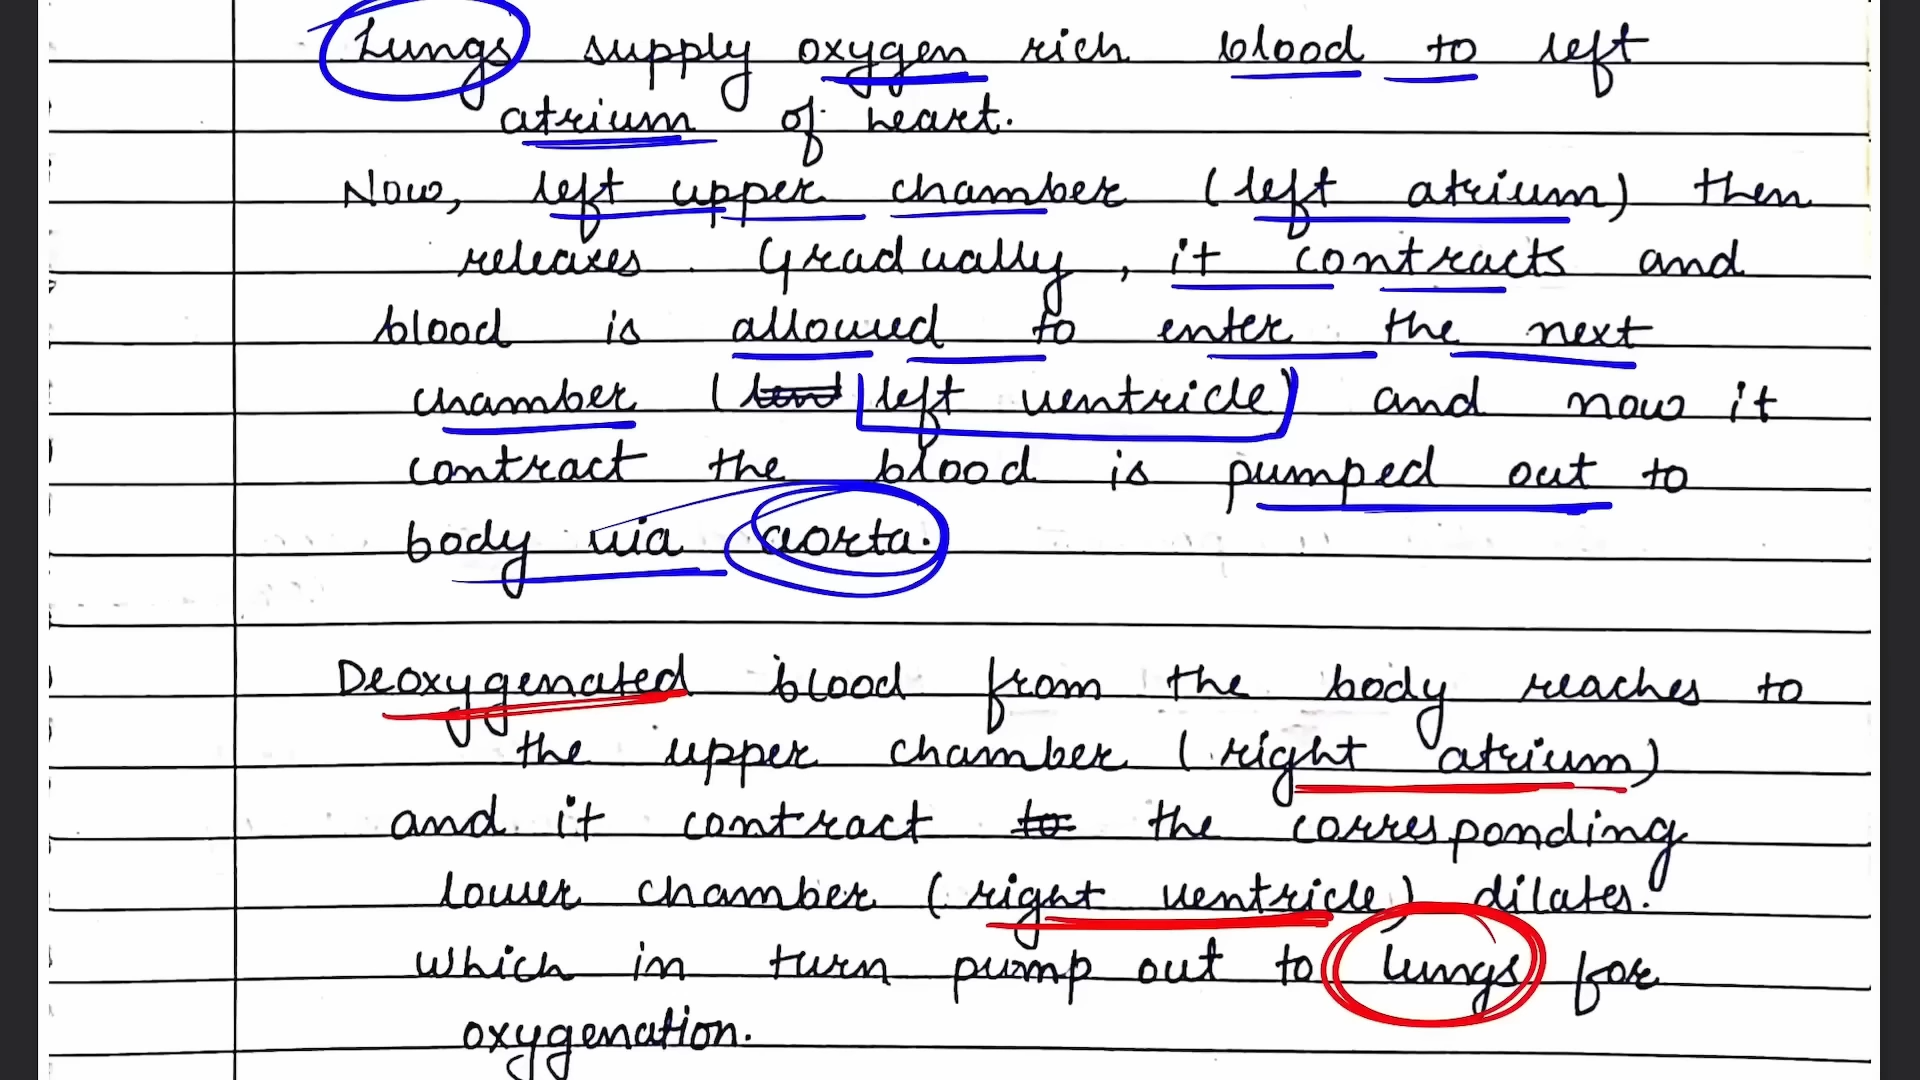 Lungs supply oxygen rich blood to left
atrium of heart.
Now, left upper chamber (left atrium) then
relaxes. Gradually, it contracts and
blood is allowed to enter the next
chamber (left ventricle) and now it
contract the blood is pumped out to
body via aorta.
Deoxygenated blood from the body reaches to
the upper chamber (right atrium)
and it contract to the corresponding
lower chamber (right ventricle) dilates.
which in turn pump out to lungs for
oxygenation.